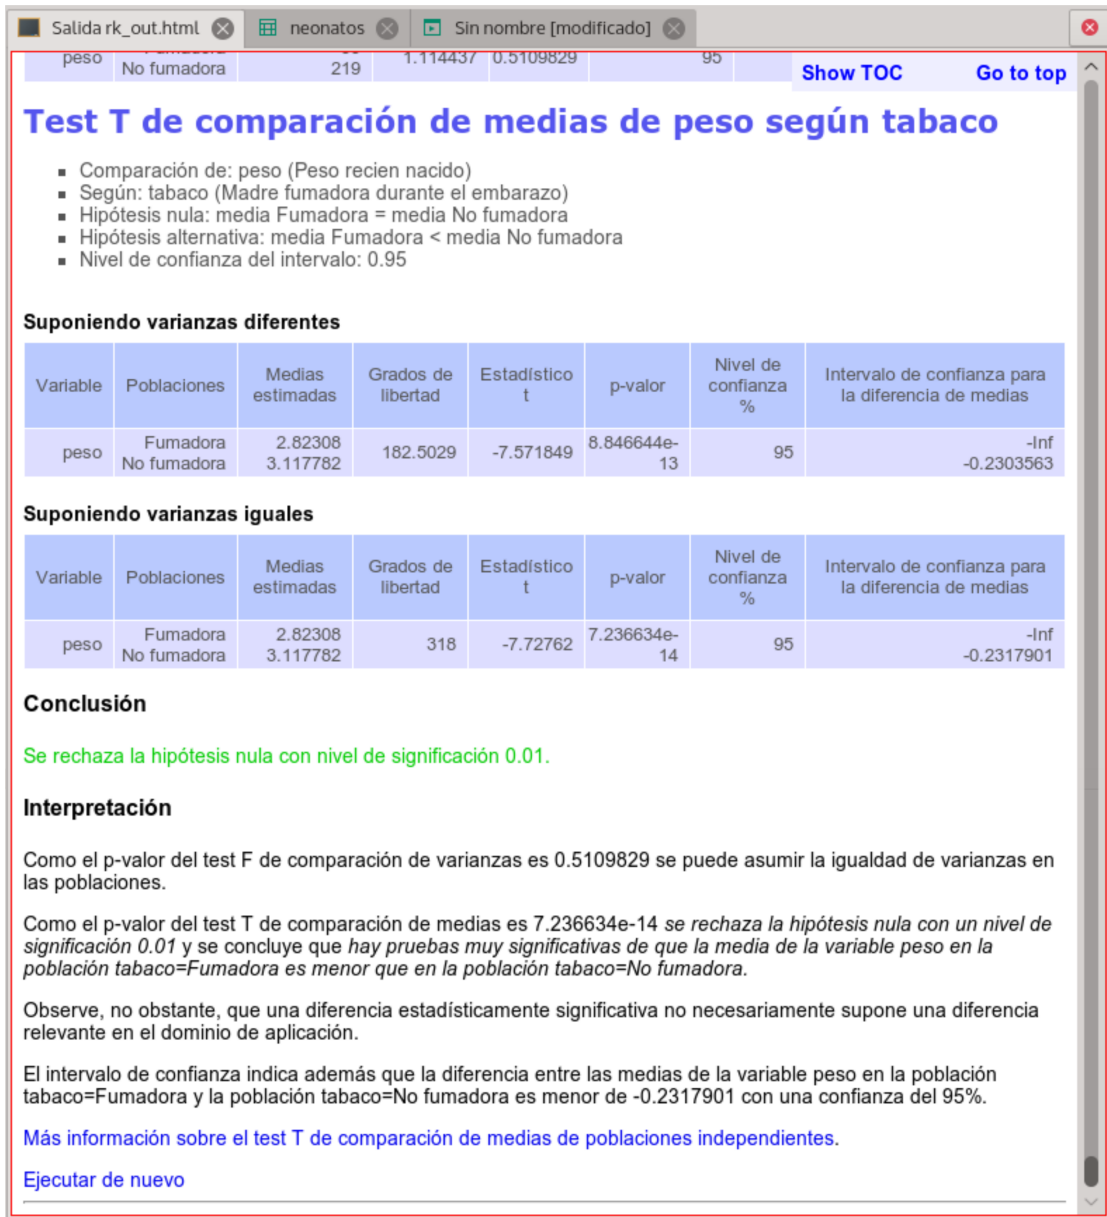 Salida rk_out.html
neonatos
Sin nombre [modificado]
peso
No fumadora
219
1.114437
0.5109829
95
Show TOC
Go to top
Test T de comparación de medias de peso según tabaco
Comparación de: peso (Peso recien nacido)
Según: tabaco (Madre fumadora durante el embarazo)
Hipótesis nula: media Fumadora = media No fumadora
Hipótesis alternativa: media Fumadora < media No fumadora
Nivel de confianza del intervalo: 0.95
Suponiendo varianzas diferentes
Variable
Poblaciones
Medias
estimadas
Grados de
libertad
Estadístico
t
p-valor
Nivel de
confianza
%
Intervalo de confianza para
la diferencia de medias
peso
Fumadora
No fumadora
2.82308
3.117782
182.5029
-7.571849
8.846644e-
13
95
-Inf
-0.2303563
Suponiendo varianzas iguales
Variable
Poblaciones
Medias
estimadas
Grados de
libertad
Estadístico
t
p-valor
Nivel de
confianza
%
Intervalo de confianza para
la diferencia de medias
peso
Fumadora
No fumadora
2.82308
3.117782
318
-7.72762
7.236634e-
14
95
-Inf
-0.2317901
Conclusión
Se rechaza la hipótesis nula con nivel de significación 0.01.
Interpretación
Como el p-valor del test F de comparación de varianzas es 0.5109829 se puede asumir la igualdad de varianzas en
las poblaciones.
Como el p-valor del test T de comparación de medias es 7.236634e-14 se rechaza la hipótesis nula con un nivel de
significación 0.01 y se concluye que hay pruebas muy significativas de que la media de la variable peso en la
población tabaco=Fumadora es menor que en la población tabaco=No fumadora.
Observe, no obstante, que una diferencia estadísticamente significativa no necesariamente supone una diferencia
relevante en el dominio de aplicación.
El intervalo de confianza indica además que la diferencia entre las medias de la variable peso en la población
tabaco=Fumadora y la población tabaco=No fumadora es menor de -0.2317901 con una confianza del 95%.
Más información sobre el test T de comparación de medias de poblaciones independientes.
Ejecutar de nuevo